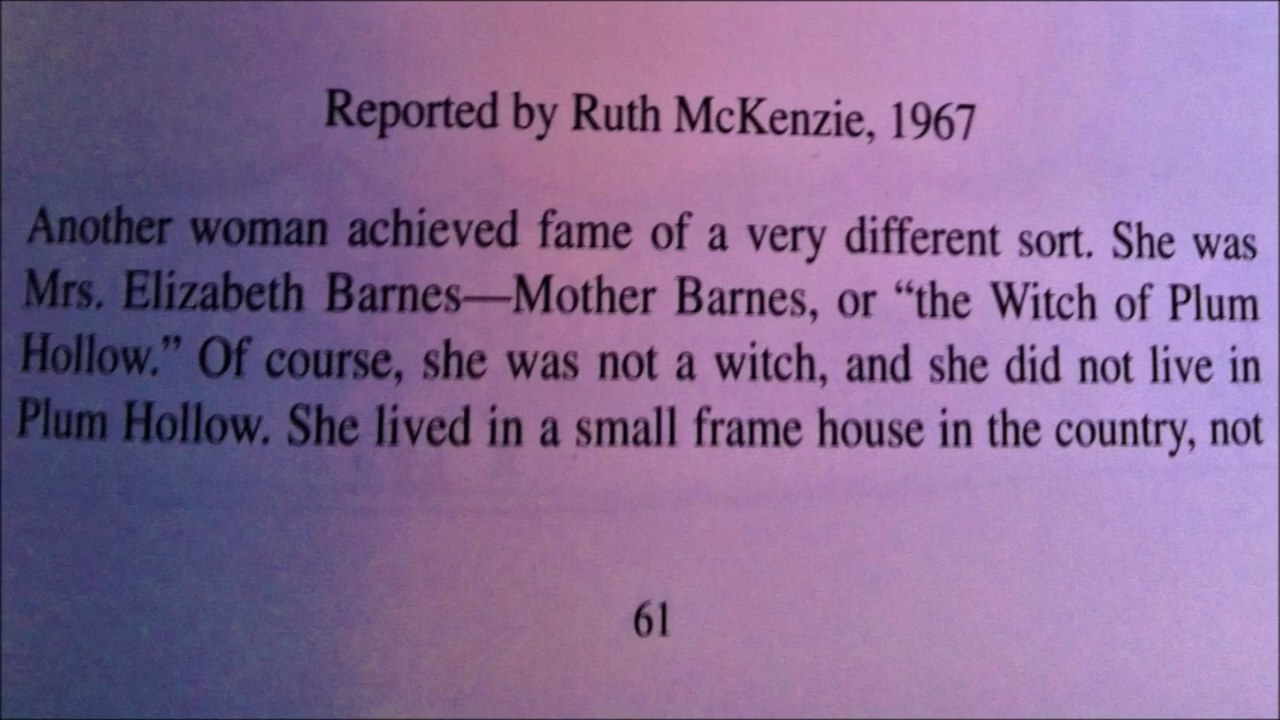 Reported by Ruth McKenzie, 1967
Another woman achieved fame of a very different sort. She was
Mrs. Elizabeth Barnes—Mother Barnes, or “the Witch of Plum
Hollow.” Of course, she was not a witch, and she did not live in
Plum Hollow. She lived in a small frame house in the country, not
61